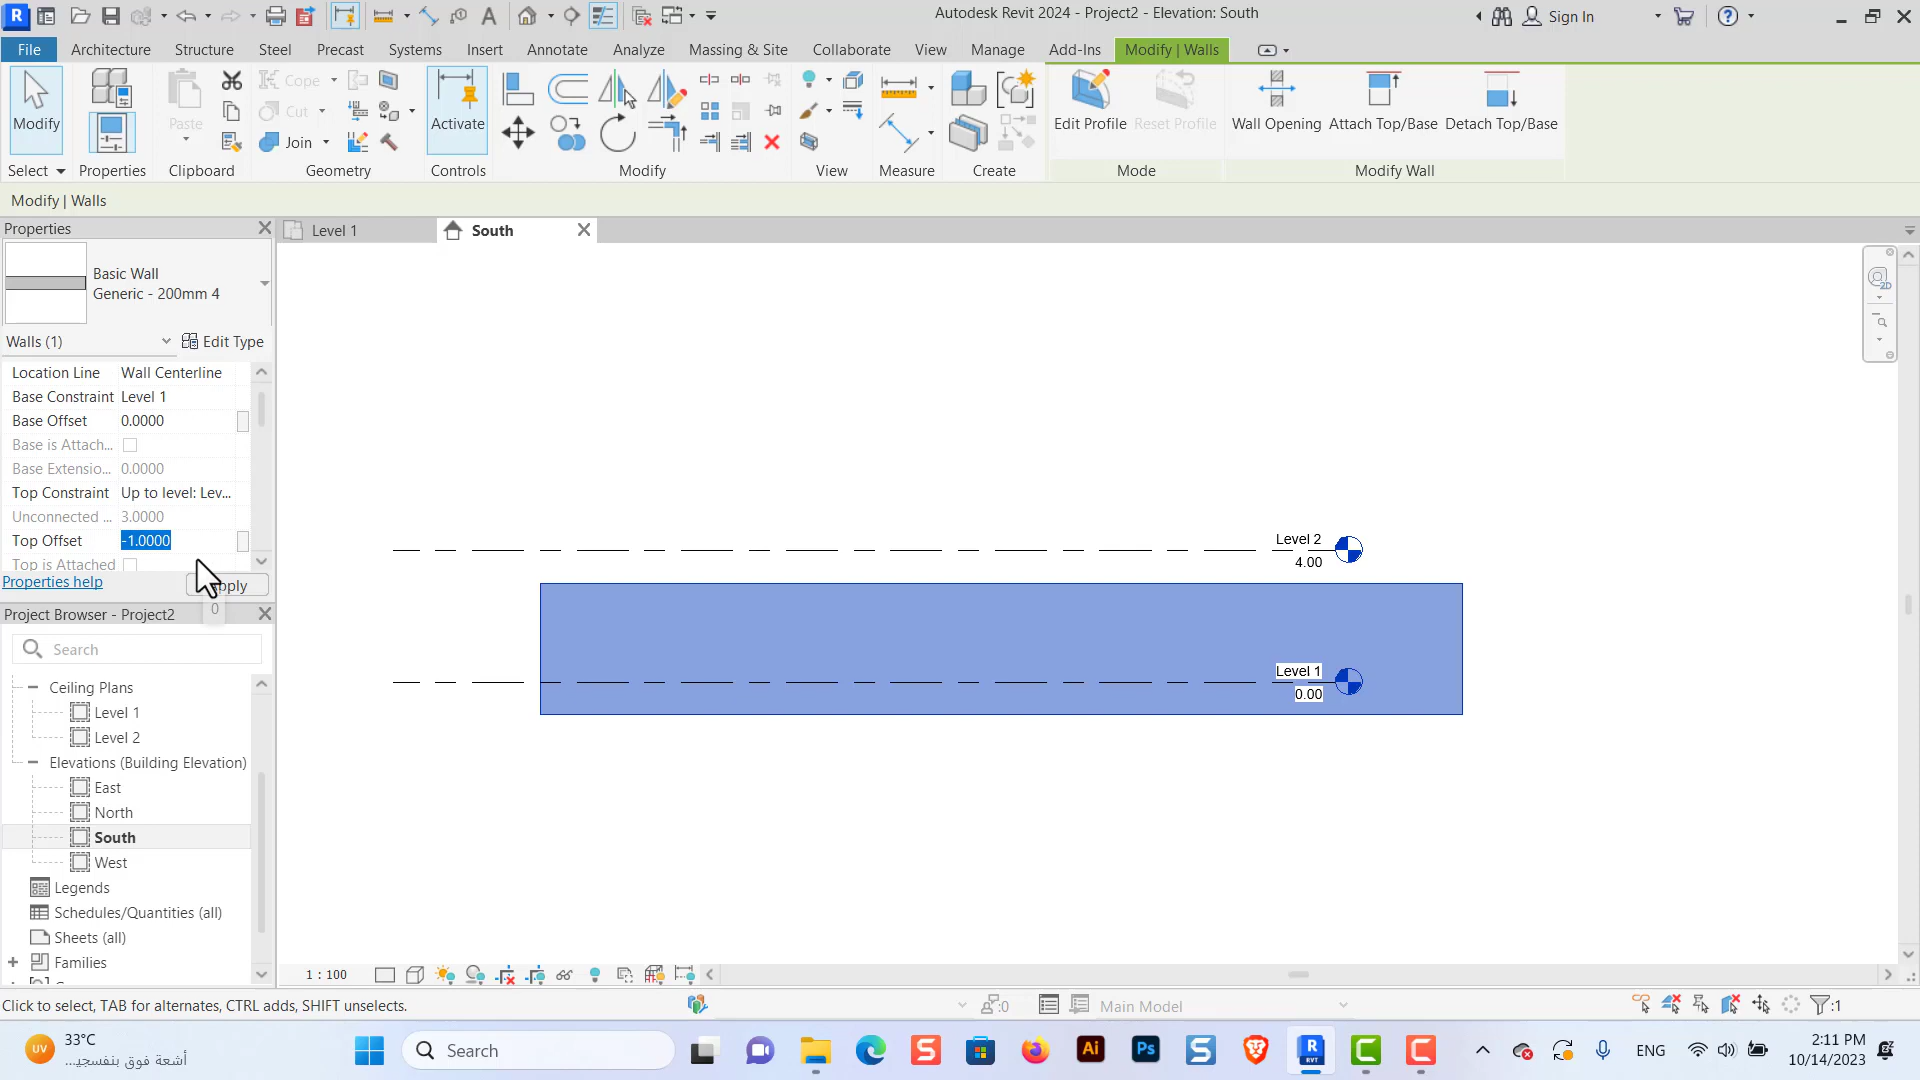 Autodesk Revit 2024 - Project2 - Elevation: South
Sign In
File
Architecture
Structure
Steel
Precast
Systems
Insert
Annotate
Analyze
Massing & Site
Collaborate
View
Manage
Add-Ins
Modify | Walls
Modify
Paste
Cope
Cut
Join
Activate
Edit Profile
Reset Profile
Wall Opening
Attach Top/Base
Detach Top/Base
Select
Properties
Clipboard
Geometry
Controls
Modify
View
Measure
Create
Mode
Modify Wall
Modify | Walls
Properties
Level 1
South
Basic Wall
Generic - 200mm 4
Walls (1)
Edit Type
Location Line
Wall Centerline
Base Constraint
Level 1
Base Offset
0.0000
Base is Attach...
Base Extensio...
0.0000
Top Constraint
Up to level: Lev...
Unconnected ...
3.0000
Top Offset
-1.0000
Top is Attached
Properties help
0
Project Browser - Project2
Search
Ceiling Plans
Level 1
Level 2
Elevations (Building Elevation)
East
North
South
West
Legends
Schedules/Quantities (all)
Sheets (all)
Families
Level 2
4.00
Level 1
0.00
1 : 100
2D
Click to select, TAB for alternates, CTRL adds, SHIFT unselects.
:0
Main Model
:1
UV
33°C
أشعة فوق بنفسجي...
Search
Ai
Ps
ENG
2:11 PM
10/14/2023